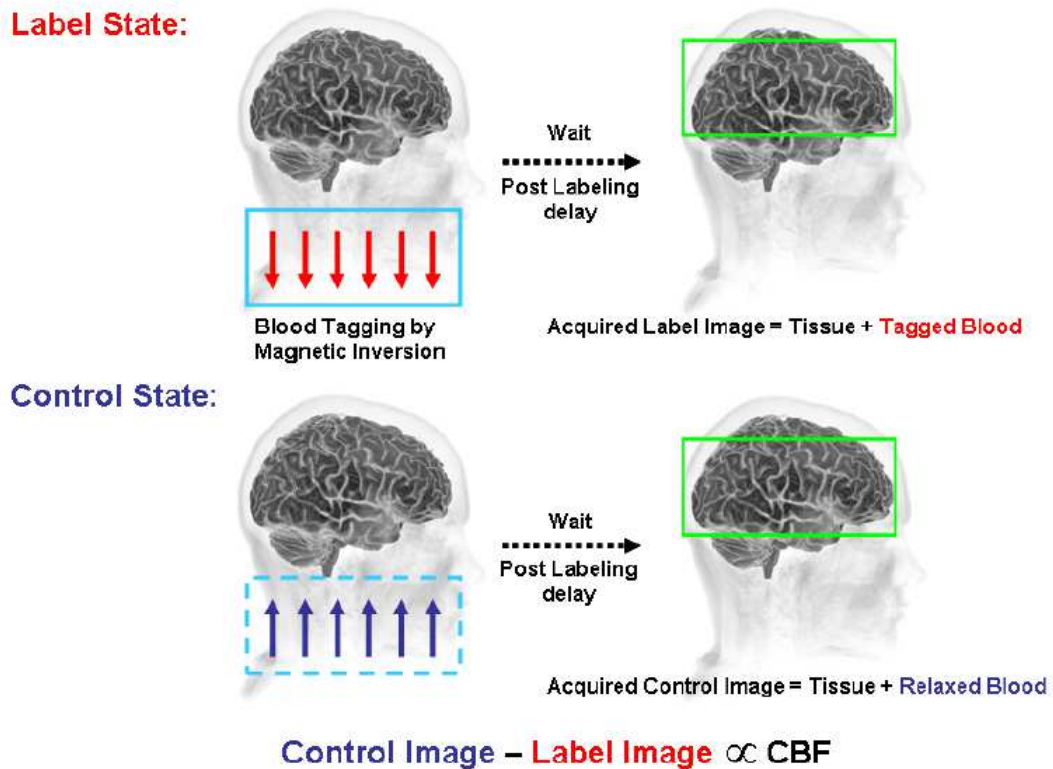 Label State:
Wait
Post Labeling
delay
Blood Tagging by
Magnetic Inversion
Acquired Label Image = Tissue + Tagged Blood
Control State:
Wait
Post Labeling
delay
Acquired Control Image = Tissue + Relaxed Blood
Control Image – Label Image ∝ CBF